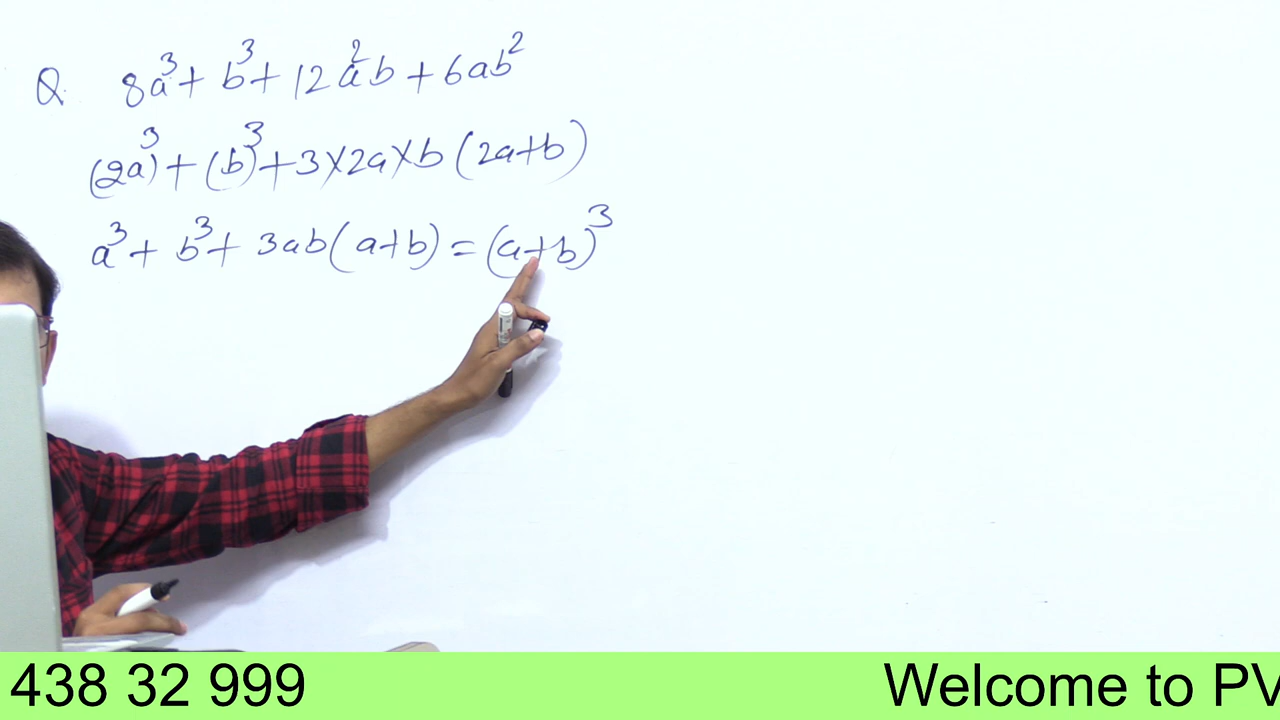 Q. 8a³ + b³ + 12a²b + 6ab²
(2a)³ + (b)³ + 3×2a×b (2a+b)
a³ + b³ + 3ab(a+b) = (a+b)³
438 32 999 Welcome to PV